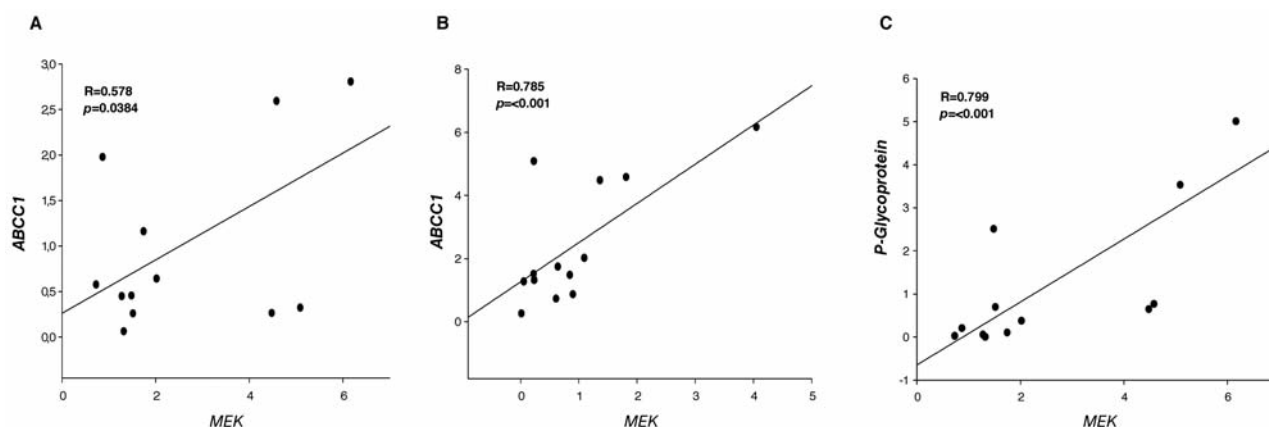 A
R=0.578
p=0.0384
ABCC1
3,0
2,5
2,0
1,5
1,0
0,5
0,0
0 2 4 6
MEK
B
R=0.785
p=<0.001
ABCC1
8
6
4
2
0
0 1 2 3 4 5
MEK
C
R=0.799
p=<0.001
P-Glycoprotein
6
5
4
3
2
1
0
-1
0 2 4 6
MEK